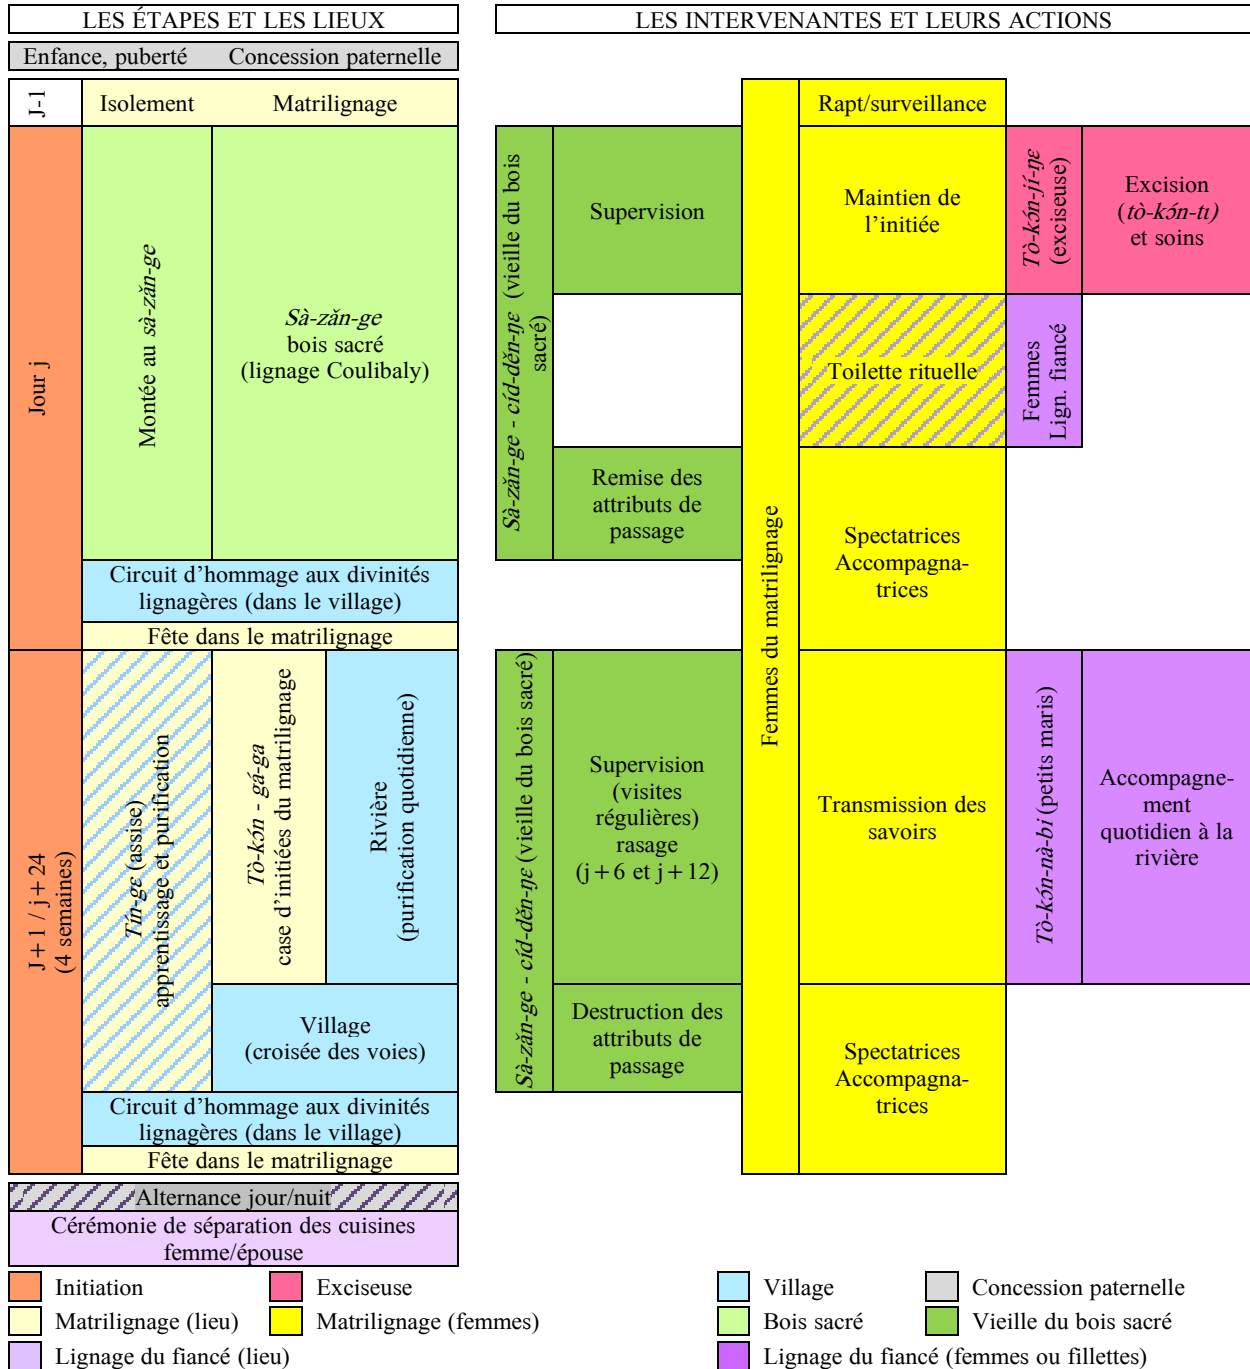 LES ÉTAPES ET LES LIEUX
Enfance, puberté
Concession paternelle
J-1
Isolement
Matrilignage
Jour j
Montée au sà-zǎn-ge
Sà-zǎn-ge
bois sacré
(lignage Coulibaly)
Circuit d’hommage aux divinités
lignagères (dans le village)
Fête dans le matrilignage
J+1 / j+24
(4 semaines)
Tín-gɛ (assise)
apprentissage et purification
Tò-kɔ́n - gá-ga
case d’initiées du matrilignage
Rivière
(purification quotidienne)
Village
(croisée des voies)
Circuit d’hommage aux divinités
lignagères (dans le village)
Fête dans le matrilignage
Alternance jour/nuit
Cérémonie de séparation des cuisines
femme/épouse
LES INTERVENANTES ET LEURS ACTIONS
Sà-zǎn-ge - cíd-děn-ŋɛ (vieille du bois
sacré)
Supervision
Remise des
attributs de
passage
Sà-zǎn-ge - cíd-děn-ŋɛ (vieille du bois sacré)
Supervision
(visites
régulières)
rasage
(j+6 et j+12)
Destruction des
attributs de
passage
Femmes du matrilignage
Rapt/surveillance
Maintien de
l’initiée
Toilette rituelle
Spectatrices
Accompagna-
trices
Transmission des
savoirs
Spectatrices
Accompagna-
trices
Tò-kɔ́n-jí-ŋɛ
(exciseuse)
Excision
(tò-kɔ́n-tɩ)
et soins
Femmes
Lign. fiancé
Tò-kɔ́n-nà-bi (petits maris)
Accompagne-
ment
quotidien à la
rivière
Initiation
Exciseuse
Matrilignage (lieu)
Matrilignage (femmes)
Lignage du fiancé (lieu)
Village
Concession paternelle
Bois sacré
Vieille du bois sacré
Lignage du fiancé (femmes ou fillettes)